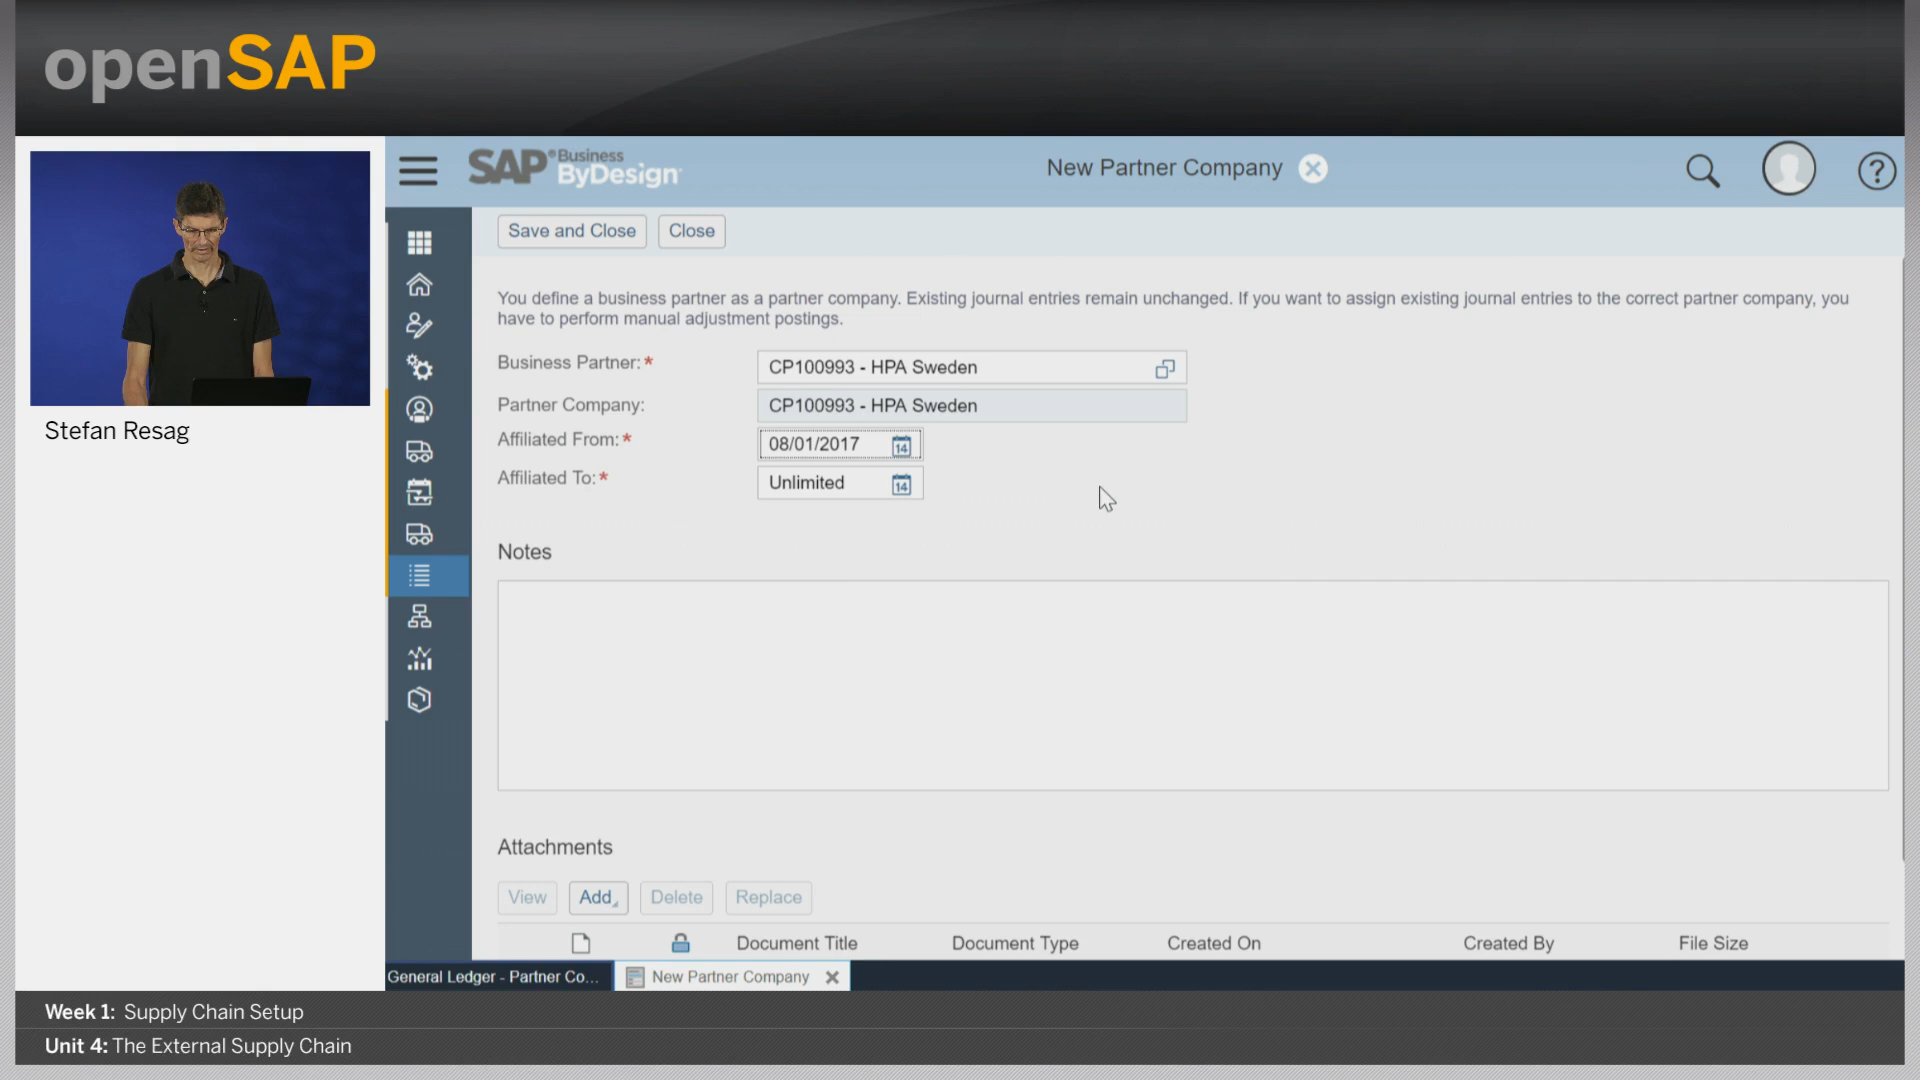 openSAP
Stefan Resag
SAP® Business ByDesign
New Partner Company
Save and Close
Close
You define a business partner as a partner company. Existing journal entries remain unchanged. If you want to assign existing journal entries to the correct partner company, you
have to perform manual adjustment postings.
Business Partner:*
CP100993 - HPA Sweden
Partner Company:
CP100993 - HPA Sweden
Affiliated From:*
08/01/2017
14
Affiliated To:*
Unlimited
14
Notes
Attachments
View
Add
Delete
Replace
Document Title
Document Type
Created On
Created By
File Size
General Ledger - Partner Co...
New Partner Company
Week 1: Supply Chain Setup
Unit 4: The External Supply Chain